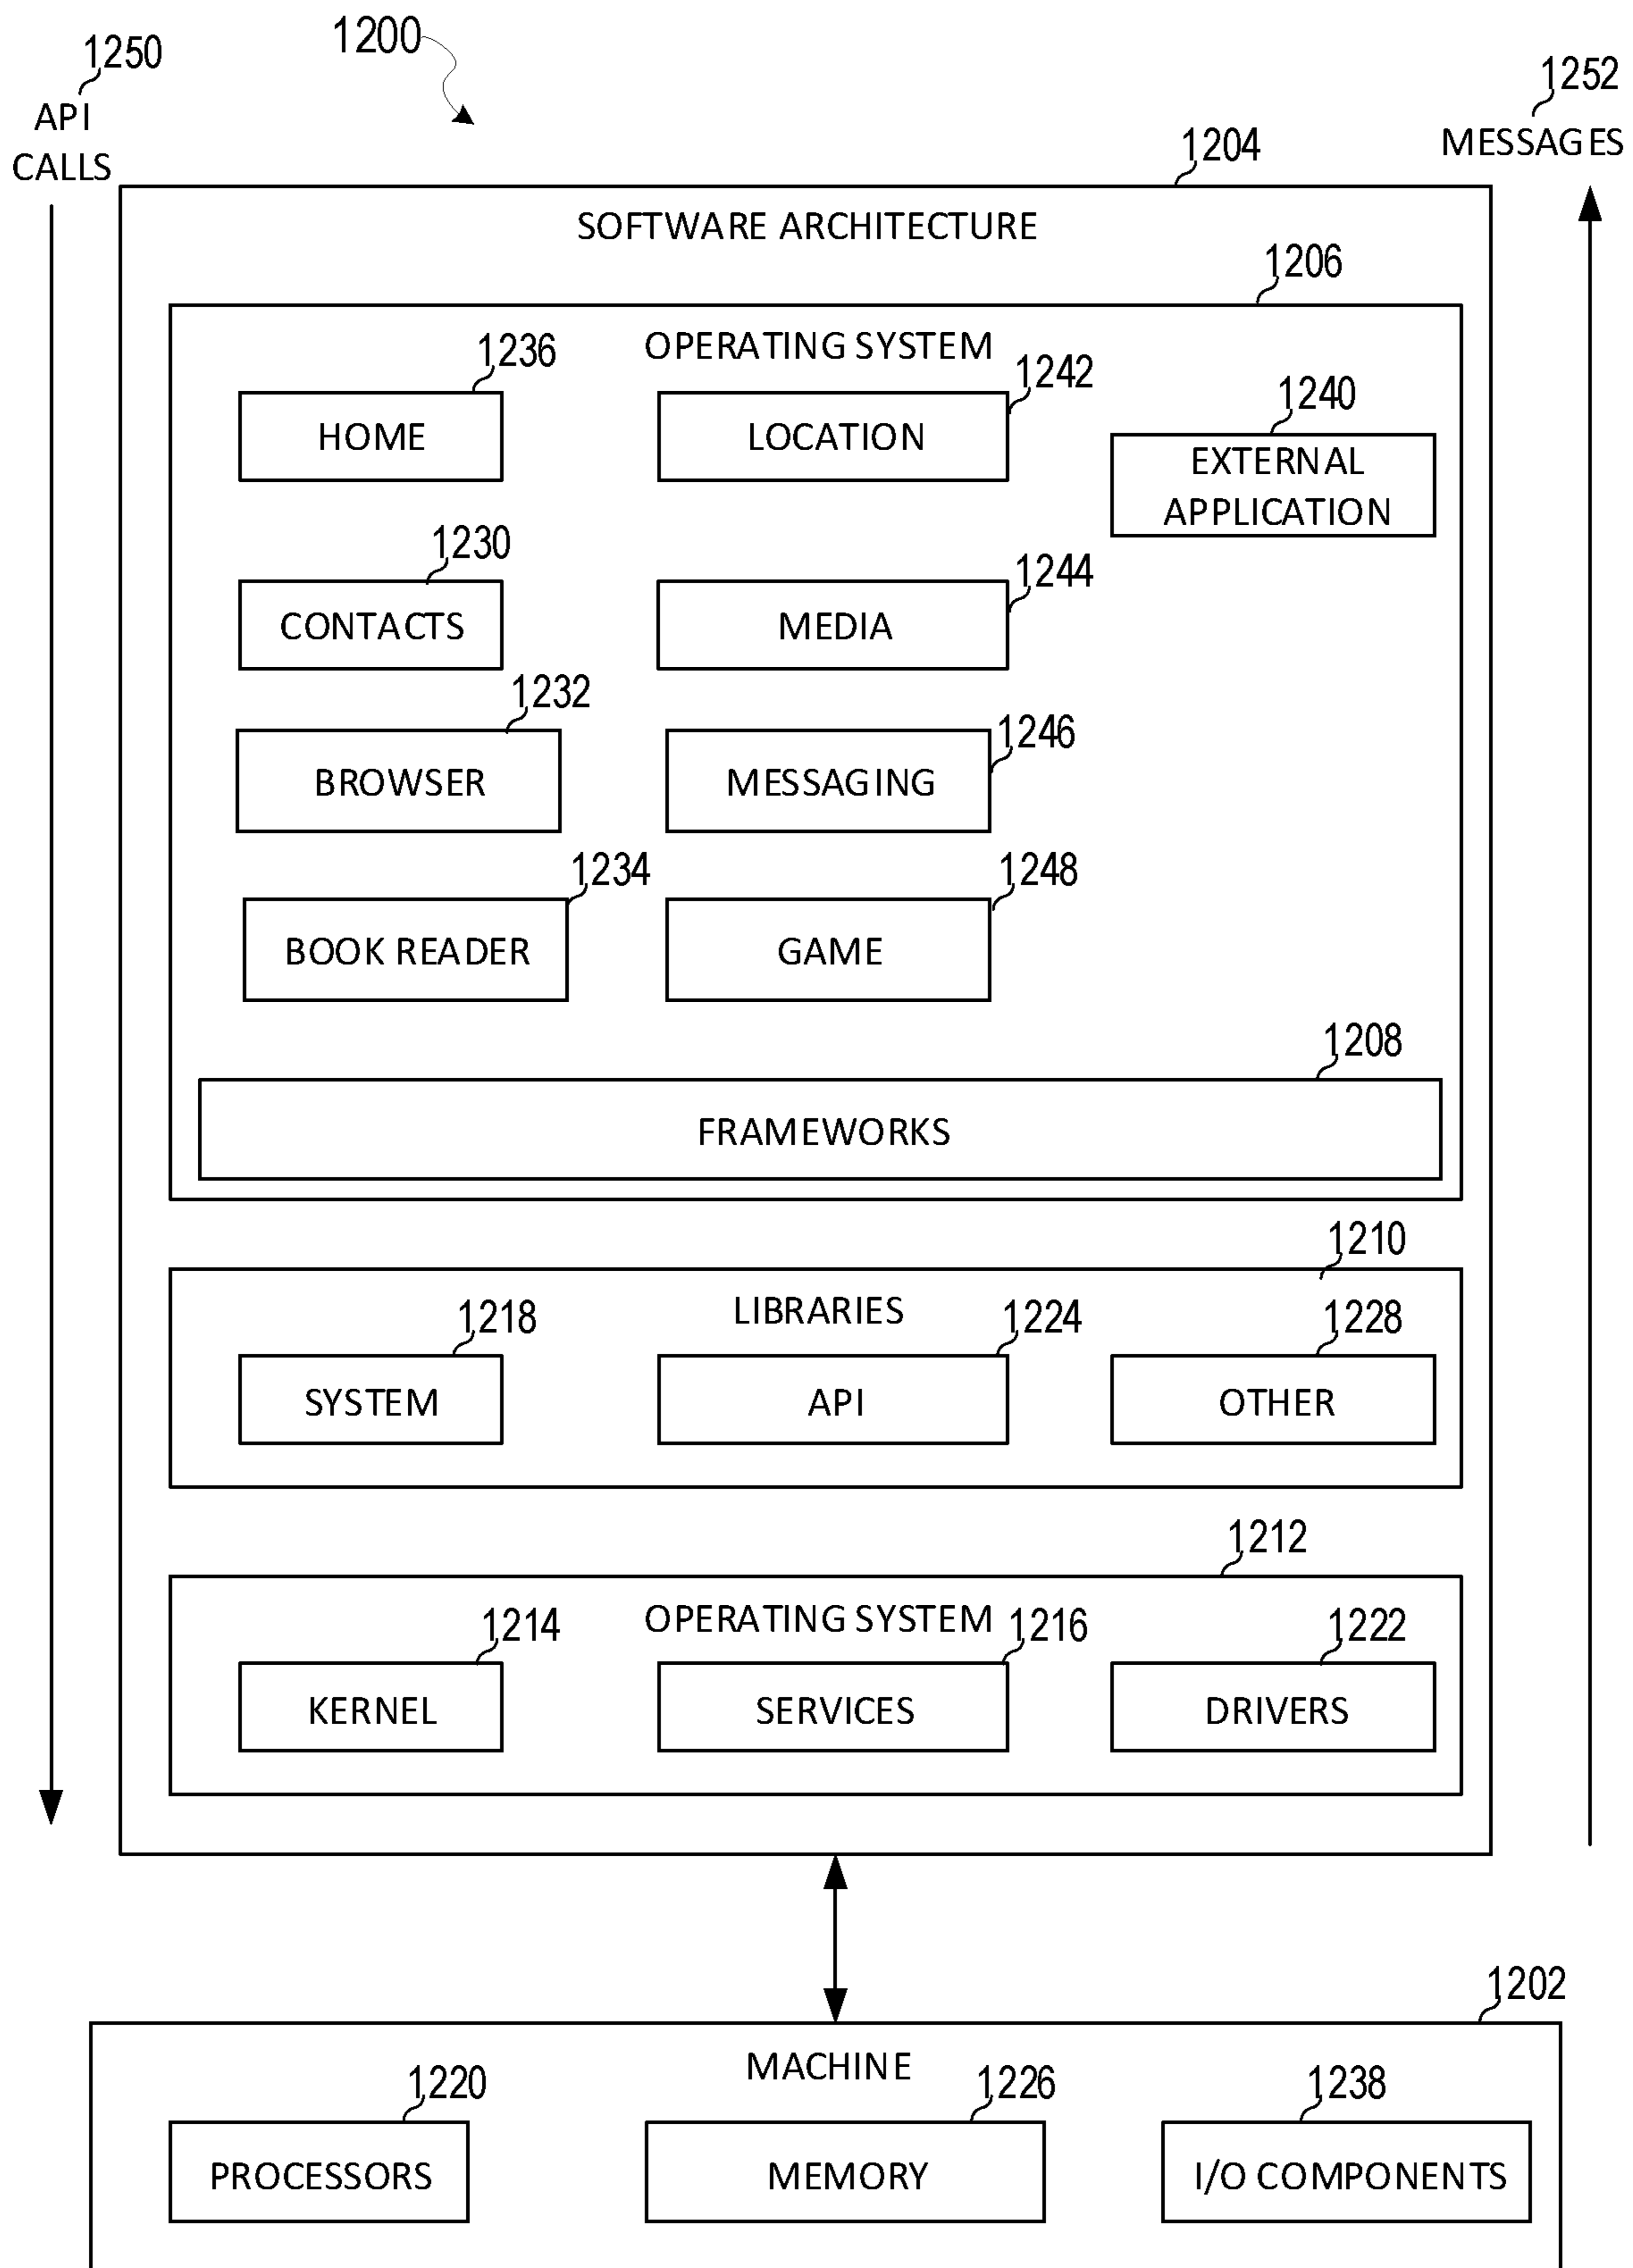 1200
1250
API
CALLS
1252
MESSAGES
1204
SOFTWARE ARCHITECTURE
1206
OPERATING SYSTEM
1236
HOME
1242
LOCATION
1240
EXTERNAL
APPLICATION
1230
CONTACTS
1244
MEDIA
1232
BROWSER
1246
MESSAGING
1234
BOOK READER
1248
GAME
1208
FRAMEWORKS
1210
LIBRARIES
1218
SYSTEM
1224
API
1228
OTHER
1212
OPERATING SYSTEM
1214
KERNEL
1216
SERVICES
1222
DRIVERS
1202
MACHINE
1220
PROCESSORS
1226
MEMORY
1238
I/O COMPONENTS